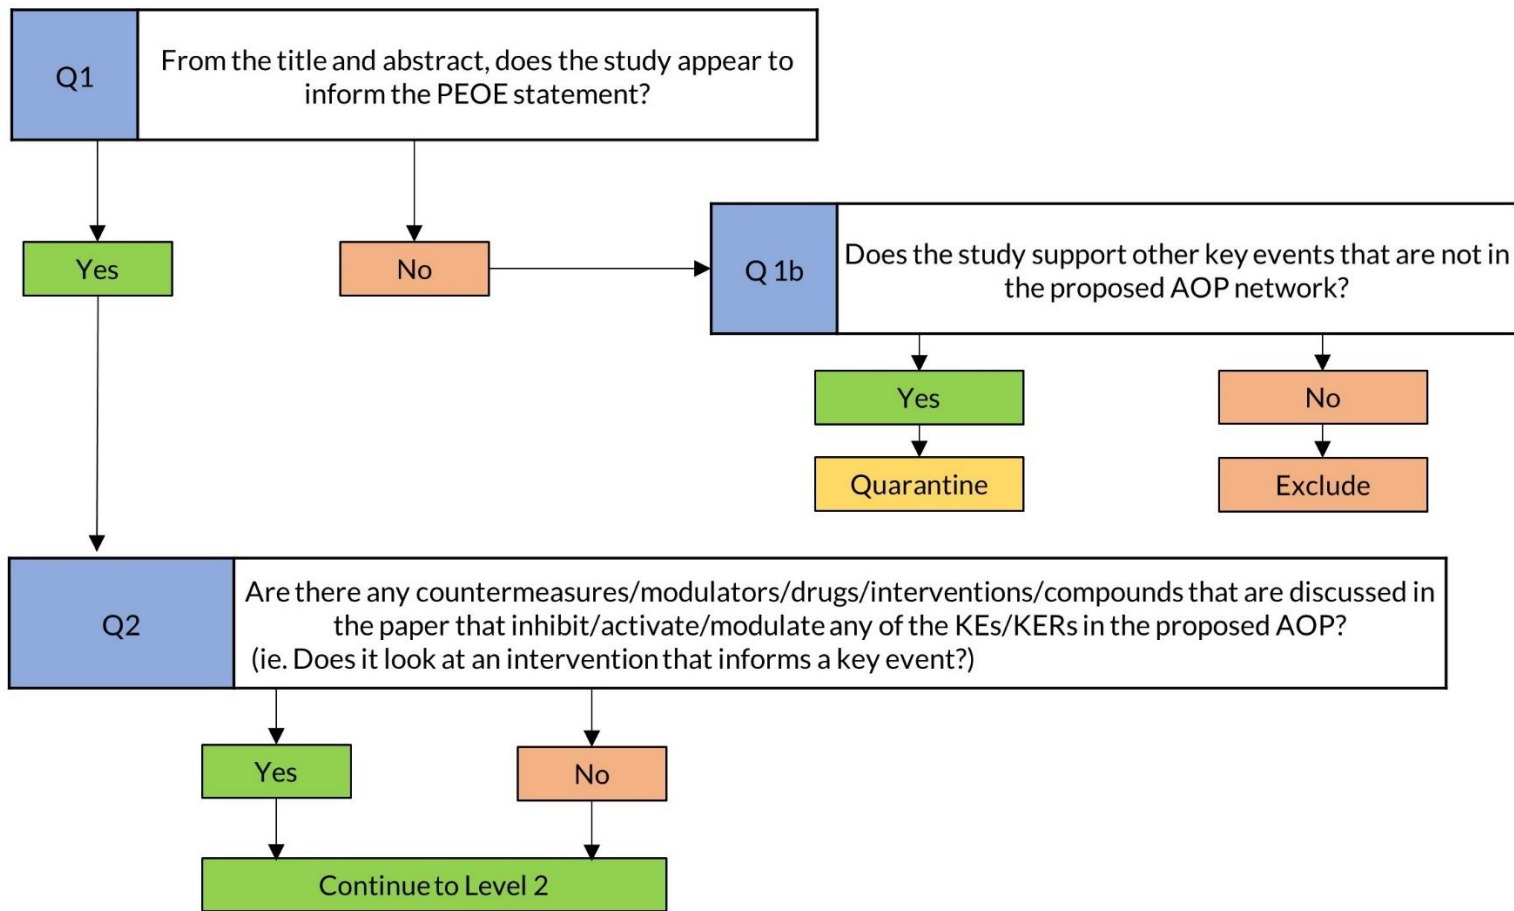 Q1
From the title and abstract, does the study appear to
inform the PEOE statement?
Yes
No
Q 1b
Does the study support other key events that are not in
the proposed AOP network?
Yes
No
Quarantine
Exclude
Q2
Are there any countermeasures/modulators/drugs/interventions/compounds that are discussed in
the paper that inhibit/activate/modulate any of the KEs/KERs in the proposed AOP?
(ie. Does it look at an intervention that informs a key event?)
Yes
No
Continue to Level 2